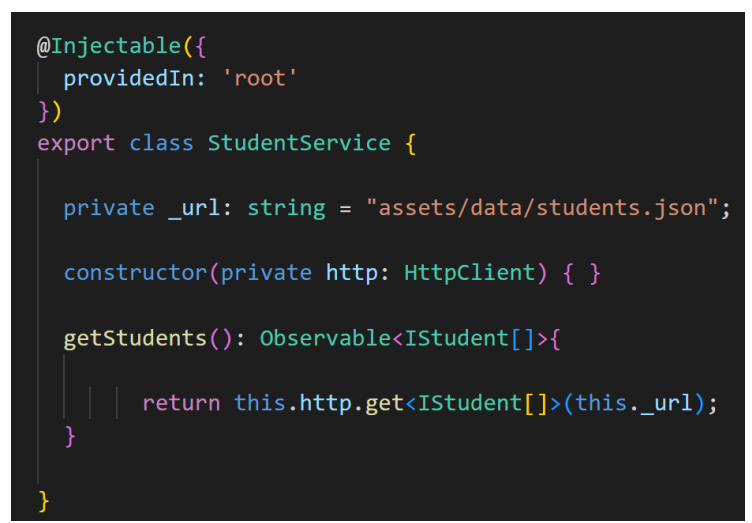 @Injectable({
  providedIn: 'root'
})
export class StudentService {
  private _url: string = "assets/data/students.json";
  constructor(private http: HttpClient) { }
  getStudents(): Observable<IStudent[]>{
        return this.http.get<IStudent[]>(this._url);
  }
}